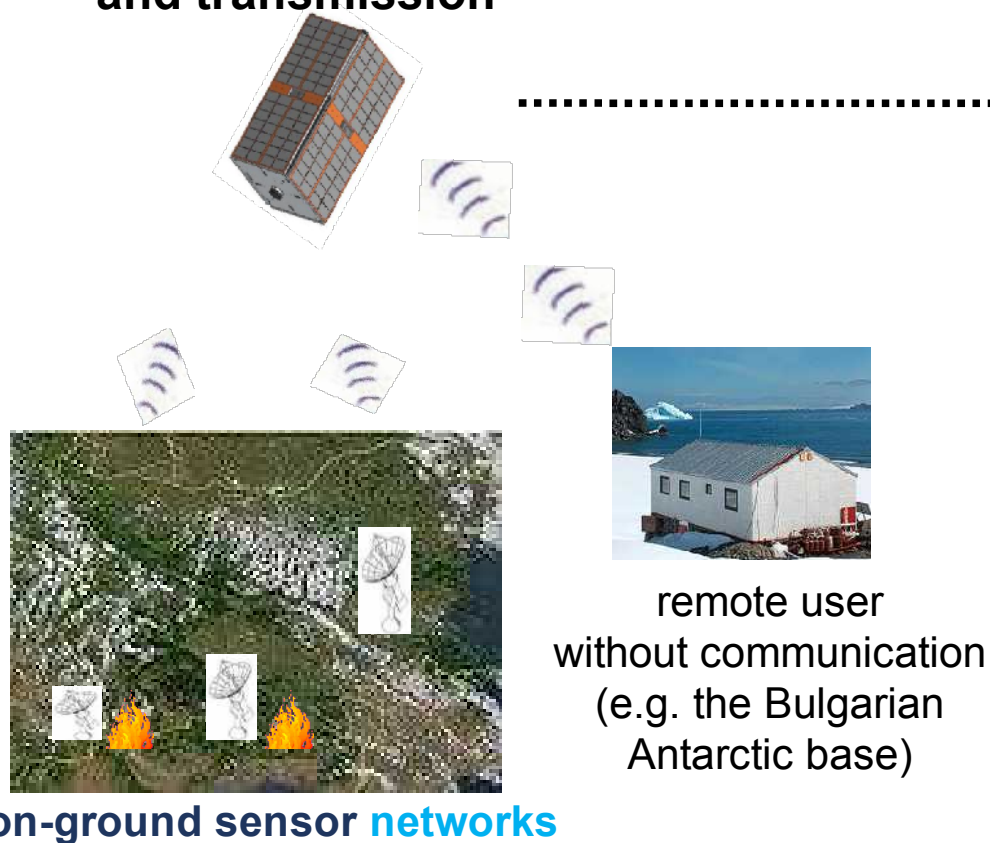 and transmission
remote user
without communication
(e.g. the Bulgarian
Antarctic base)
on-ground sensor networks